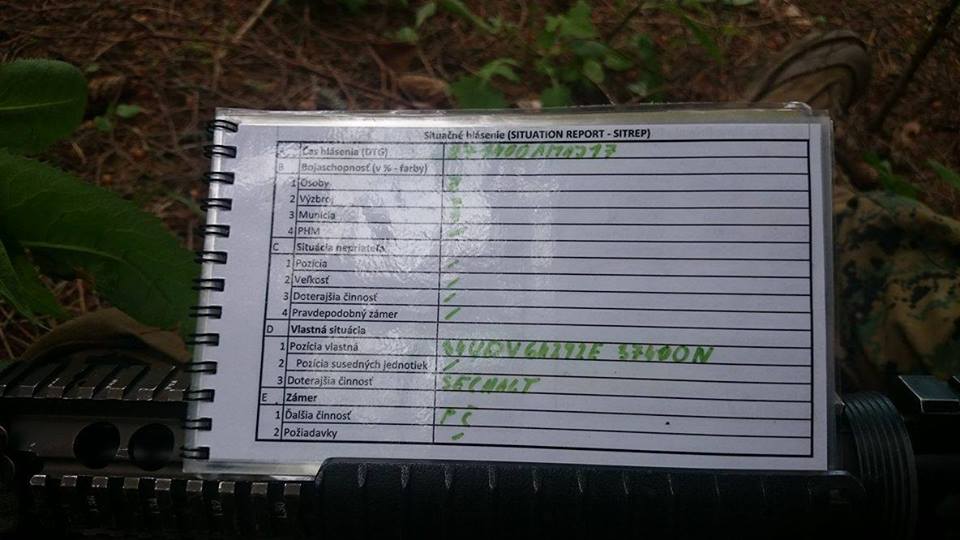 Situačné hlásenie (SITUATION REPORT - SITREP)
A Čas hlásenia (DTG)
B Bojaschopnosť (v % - farby)
1 Osoby
2 Výzbroj
3 Munícia
4 PHM
C Situácia nepriateľa
1 Pozícia
2 Veľkosť
3 Doterajšia činnosť
4 Pravdepodobný zámer
D Vlastná situácia
1 Pozícia vlastná
2 Pozícia susedných jednotiek
3 Doterajšia činnosť SECHALT
E Zámer
1 Ďalšia činnosť PČ
2 Požiadavky